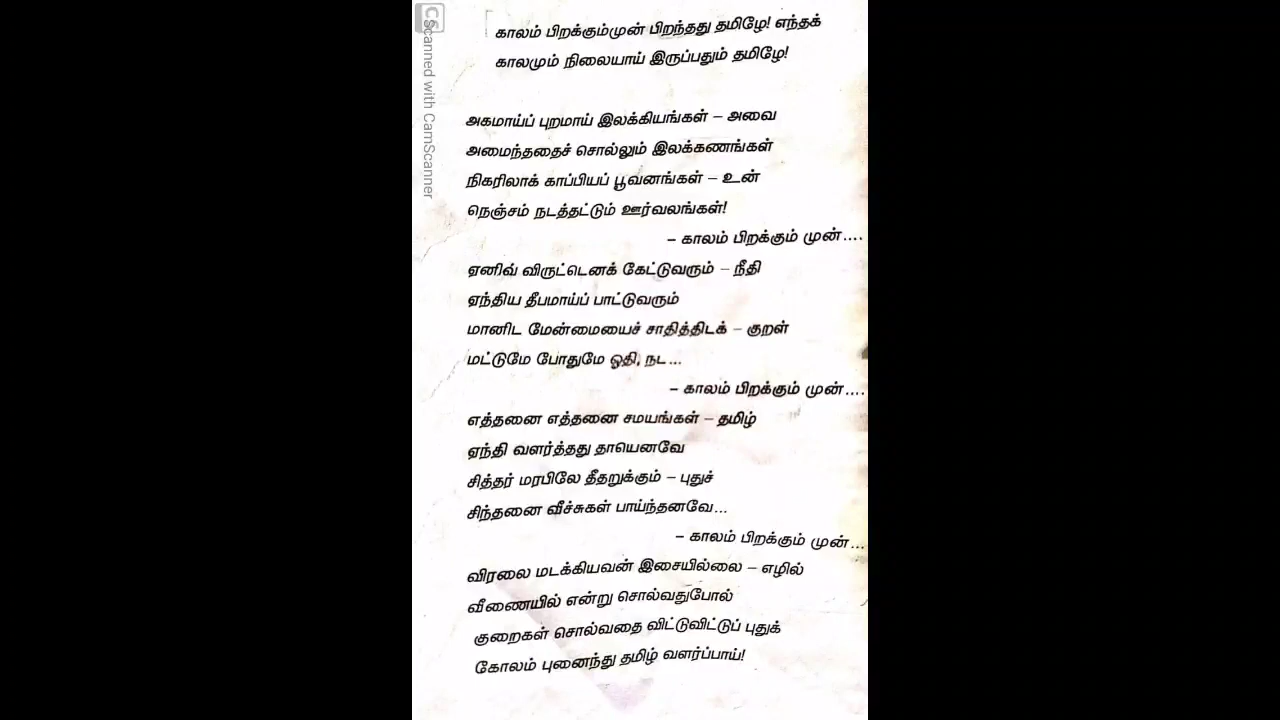 காலம் பிறக்கும்முன் பிறந்தது தமிழே! எந்தக்
காலமும் நிலையாய் இருப்பதும் தமிழே!
அகமாய்ப் புறமாய் இலக்கியங்கள் – அவை
அமைந்ததைச் சொல்லும் இலக்கணங்கள்
நிகரிலாக் காப்பியப் பூவனங்கள் – உன்
நெஞ்சம் நடத்தட்டும் ஊர்வலங்கள்!
– காலம் பிறக்கும் முன்....
ஏனிவ் விருட்டெனக் கேட்டுவரும் – நீதி
ஏந்திய தீபமாய்ப் பாட்டுவரும்
மானிட மேன்மையைச் சாதித்திடக் – குறள்
மட்டுமே போதுமே ஓதி, நட...
– காலம் பிறக்கும் முன்....
எத்தனை எத்தனை சமயங்கள் – தமிழ்
ஏந்தி வளர்த்தது தாயெனவே
சித்தர் மரபிலே தீதறுக்கும் – புதுச்
சிந்தனை வீச்சுகள் பாய்ந்தனவே...
– காலம் பிறக்கும் முன்...
விரலை மடக்கியவன் இசையில்லை – எழில்
வீணையில் என்று சொல்வதுபோல்
குறைகள் சொல்வதை விட்டுவிட்டுப் புதுக்
கோலம் புனைந்து தமிழ் வளர்ப்பாய்!
CS
Scanned with CamScanner